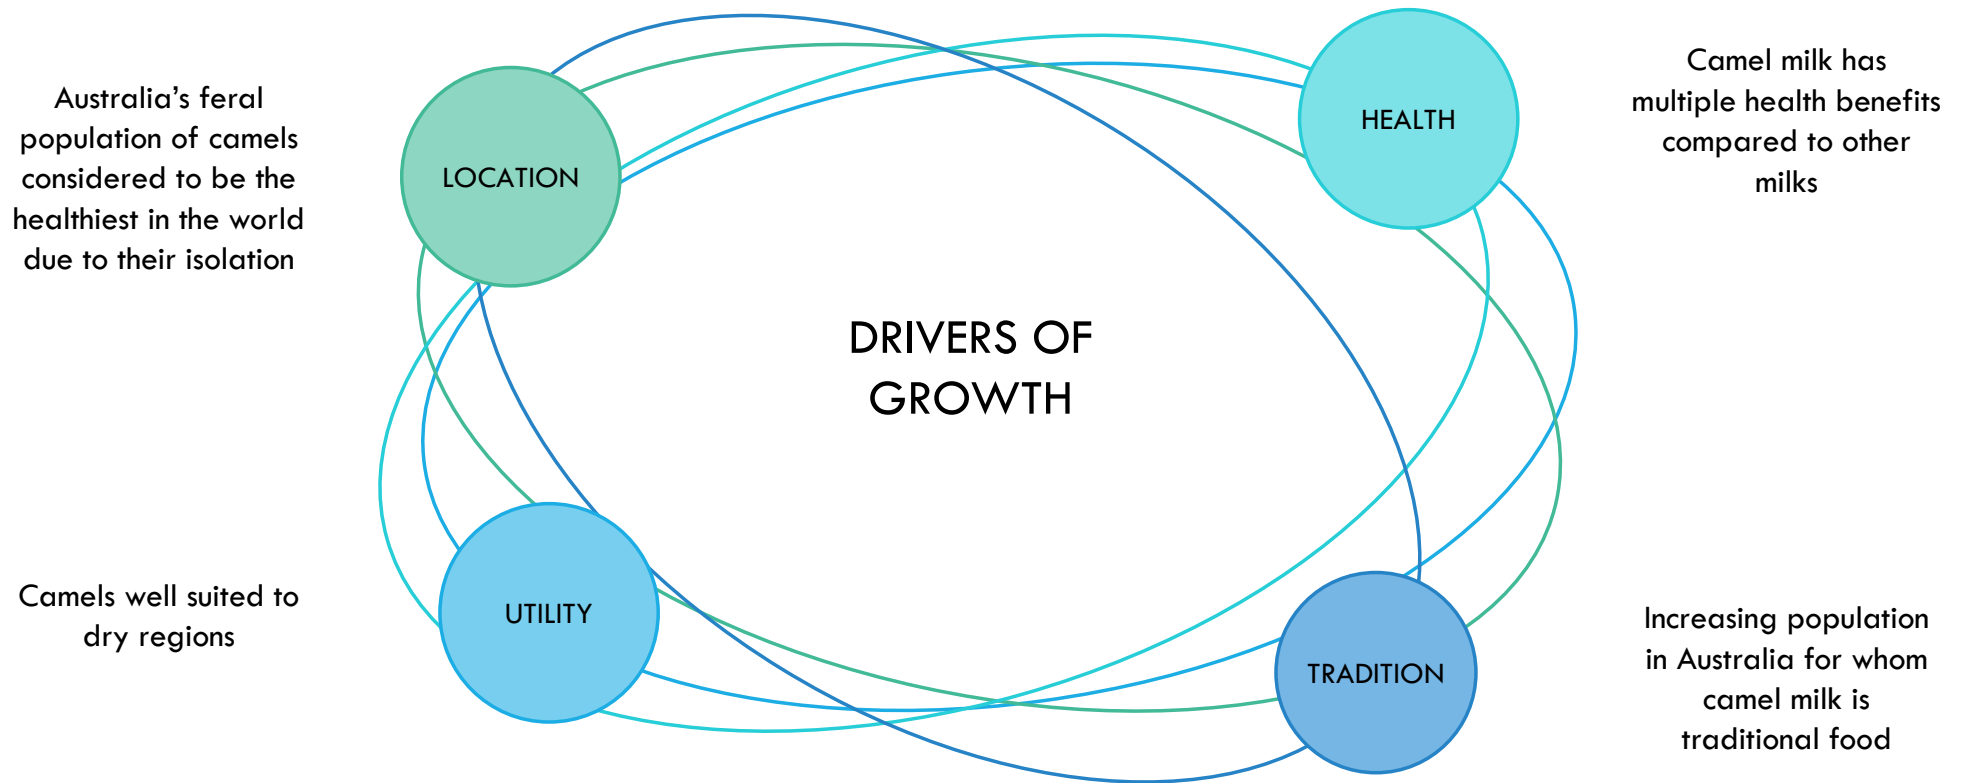 Australia's feral
population of camels
considered to be the
healthiest in the world
due to their isolation
LOCATION
HEALTH
Camel milk has
multiple health benefits
compared to other
milks
DRIVERS OF
GROWTH
Camels well suited to
dry regions
UTILITY
TRADITION
Increasing population
in Australia for whom
camel milk is
traditional food